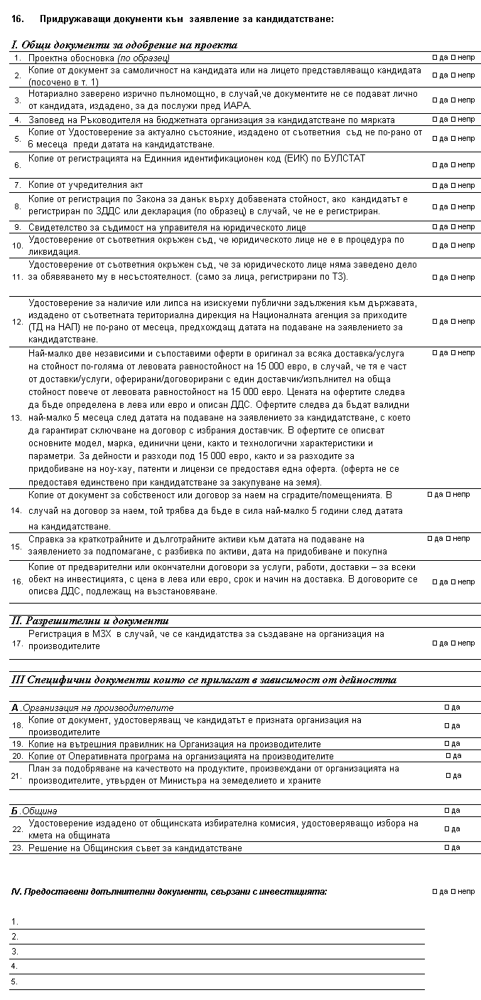 16. Придружаващи документи към заявление за кандидатстване:
I. Общи документи за одобрение на проекта
1. Проектна обосновка (по образец) □ да □ непр
2. Копие от документ за самоличност на кандидата или на лицето представляващо кандидата □ да □ непр
(посочено в т. 1)
3. Нотариално заверено изрично пълномощно, в случай,че документите не се подават лично □ да □ непр
от кандидата, издадено, за да послужи пред ИАРА.
4. Заповед на Ръководителя на бюджетната организация за кандидатстване по мярката □ да □ непр
5. Копие от Удостоверение за актуално състояние, издадено от съответния съд не по-рано от □ да □ непр
6 месеца преди датата на кандидатстване.
6. Копие от регистрацията на Единния идентификационен код (ЕИК) по БУЛСТАТ □ да □ непр
7. Копие от учредителния акт □ да □ непр
8. Копие от регистрация по Закона за данък върху добавената стойност, ако кандидатът е □ да □ непр
регистриран по ЗДДС или декларация (по образец) в случай, че не е регистриран.
9. Свидетелство за съдимост на управителя на юридическото лице □ да □ непр
10. Удостоверение от съответния окръжен съд, че юридическото лице не е в процедура по □ да □ непр
ликвидация.
11. Удостоверение от съответния окръжен съд, че за юридическото лице няма заведено дело □ да □ непр
за обявяването му в несъстоятелност. (само за лица, регистрирани по ТЗ).
12. Удостоверение за наличие или липса на изискуеми публични задължения към държавата, □ да □ непр
издадено от съответната териториална дирекция на Националната агенция за приходите
(ТД на НАП) не по-рано от месеца, предхождащ датата на подаване на заявлението за
кандидатстване.
13. Най-малко две независими и съпоставими оферти в оригинал за всяка доставка/услуга □ да □ непр
на стойност по-голяма от левовата равностойност на 15 000 евро, в случай, че тя е част
от доставки/услуги, оферирани/договорирани с един доставчик/изпълнител на обща
стойност повече от левовата равностойност на 15 000 евро. Цената на офертите следва
да бъде определена в лева или евро и описан ДДС. Офертите следва да бъдат валидни
най-малко 5 месеца след датата на подаване на заявлението за кандидатстване, с което
да гарантират сключване на договор с избрания доставчик. В офертите се описват
основните модел, марка, единични цени, както и технологични характеристики и
параметри. За дейности и разходи под 15 000 евро, както и за разходите за
придобиване на ноу-хау, патенти и лицензи се предоставя една оферта. (оферта не се
предоставя единствено при кандидатстване за закупуване на земя).
14. Копие от документ за собственост или договор за наем на сградите/помещенията. В □ да □ непр
случай на договор за наем, той трябва да бъде в сила най-малко 5 години след датата
на кандидатстване.
15. Справка за краткотрайните и дълготрайните активи към датата на подаване на □ да □ непр
заявлението за подпомагане, с разбивка по активи, дата на придобиване и покупна
16. Копие от предварителни или окончателни договори за услуги, работи, доставки – за всеки □ да □ непр
обект на инвестицията, с цена в лева или евро, срок и начин на доставка. В договорите се
описва ДДС, подлежащ на възстановяване.
II. Разрешителни и документи
17. Регистрация в МЗХ в случай, че се кандидатства за създаване на организация на □ да □ непр
производителите
III Специфични документи които се прилагат в зависимост от дейността
А .Организация на производителите □ да
18. Копие от документ, удостоверяващ че кандидатът е призната организация на □ да
производителите
19. Копие на вътрешния правилник на Организация на производителите □ да
20. Копие от Оперативната програма на организацията на производителите □ да
21. План за подобряване на качеството на продуктите, произвеждани от организацията на □ да
производителите, утвърден от Министъра на земеделието и храните
Б .Община □ да
22. Удостоверение издадено от общинската избирателна комисия, удостоверяващо избора на □ да
кмета на общината
23. Решение на Общинския съвет за кандидатстване □ да
IV. Предоставени допълнителни документи, свързани с инвестицията: □ да □ непр
1.
2.
3.
4.
5.